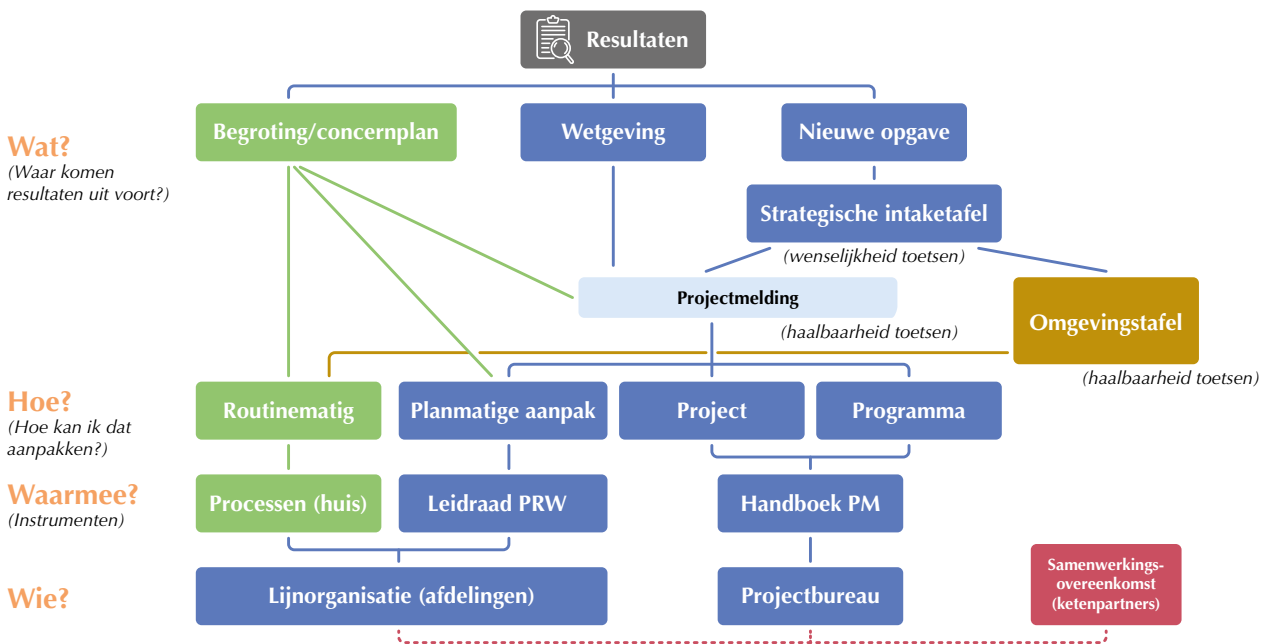 Resultaten
Begroting/concernplan
Wetgeving
Nieuwe opgave
Wat?
(Waar komen
resultaten uit voort?)
Strategische intaketafel
(wenselijkheid toetsen)
Projectmelding
(haalbaarheid toetsen)
Omgevingstafel
(haalbaarheid toetsen)
Hoe?
(Hoe kan ik dat
aanpakken?)
Routinematig
Planmatige aanpak
Project
Programma
Waarmee?
(Instrumenten)
Processen (huis)
Leidraad PRW
Handboek PM
Wie?
Lijnorganisatie (afdelingen)
Projectbureau
Samenwerkings-
overeenkomst
(ketenpartners)